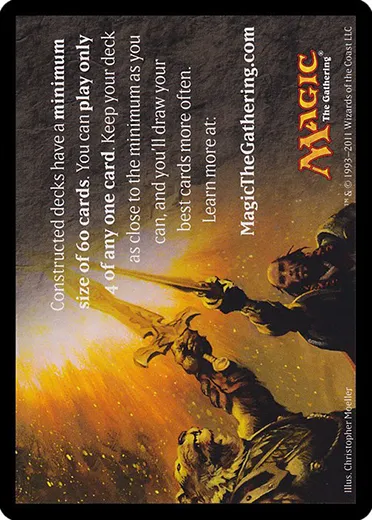 Constructed decks have a minimum
size of 60 cards. You can play only
4 of any one card. Keep your deck
as close to the minimum as you
can, and you'll draw your
best cards more often.
Learn more at:
MagicTheGathering.com
MAGIC
The Gathering®
™ & © 1993–2011 Wizards of the Coast LLC
Illus. Christopher Moeller